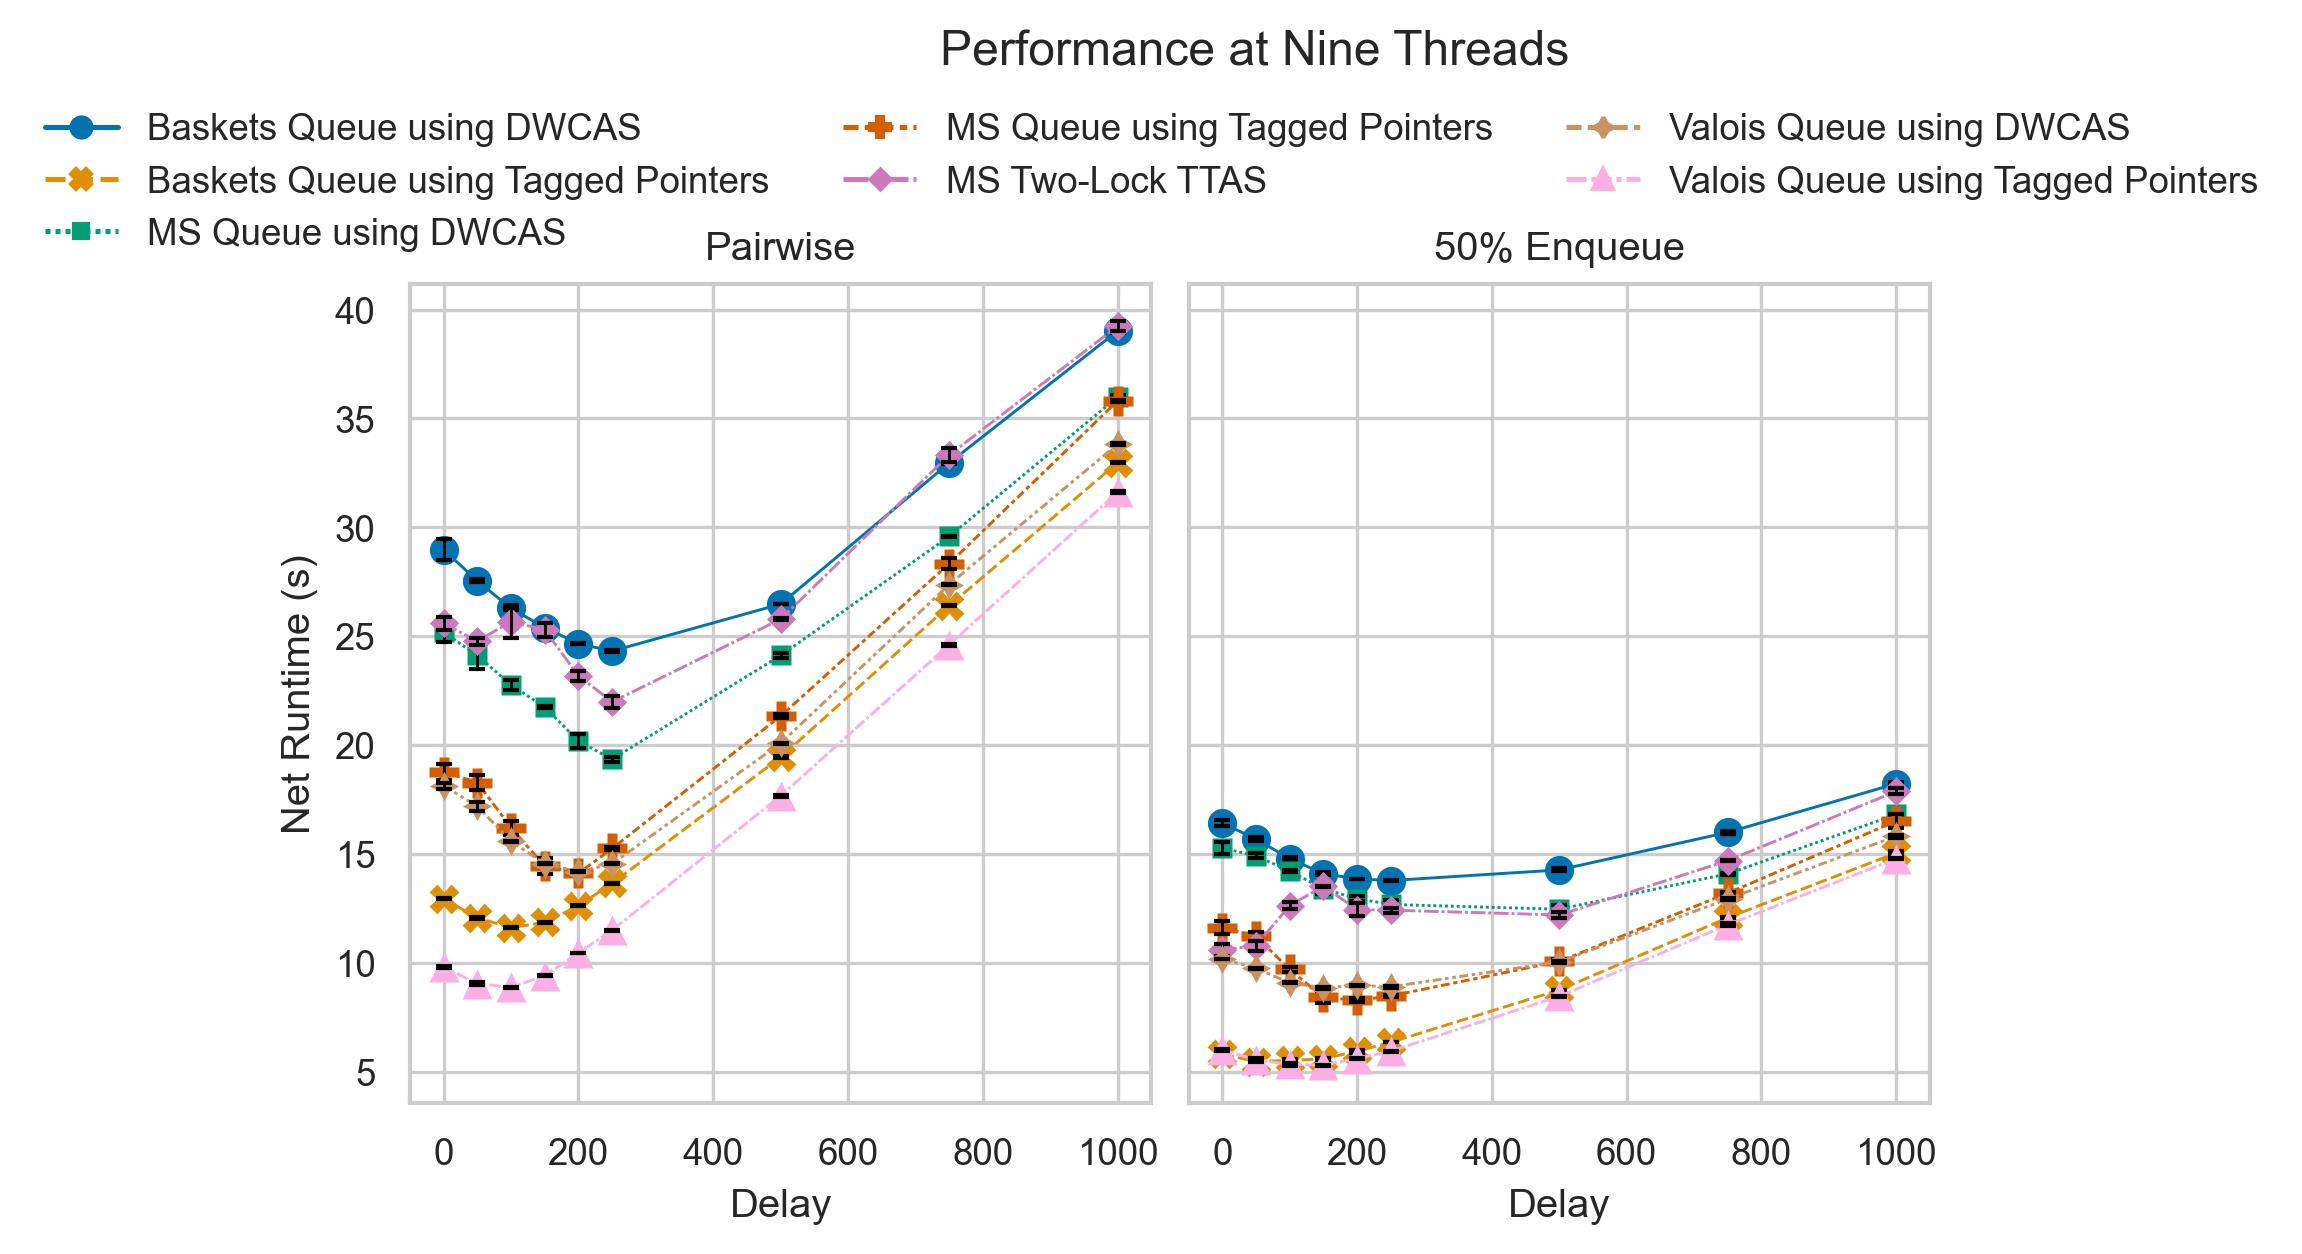 Performance at Nine Threads
Baskets Queue using DWCAS
Baskets Queue using Tagged Pointers
MS Queue using DWCAS
MS Queue using Tagged Pointers
MS Two-Lock TTAS
Valois Queue using DWCAS
Valois Queue using Tagged Pointers
Pairwise
50% Enqueue
Net Runtime (s)
40
35
30
25
20
15
10
5
0 200 400 600 800 1000
0 200 400 600 800 1000
Delay
Delay